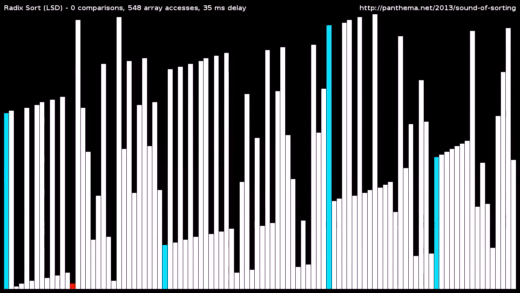 Radix Sort (LSD) - 0 comparisons, 548 array accesses, 35 ms delay
http://panthema.net/2013/sound-of-sorting